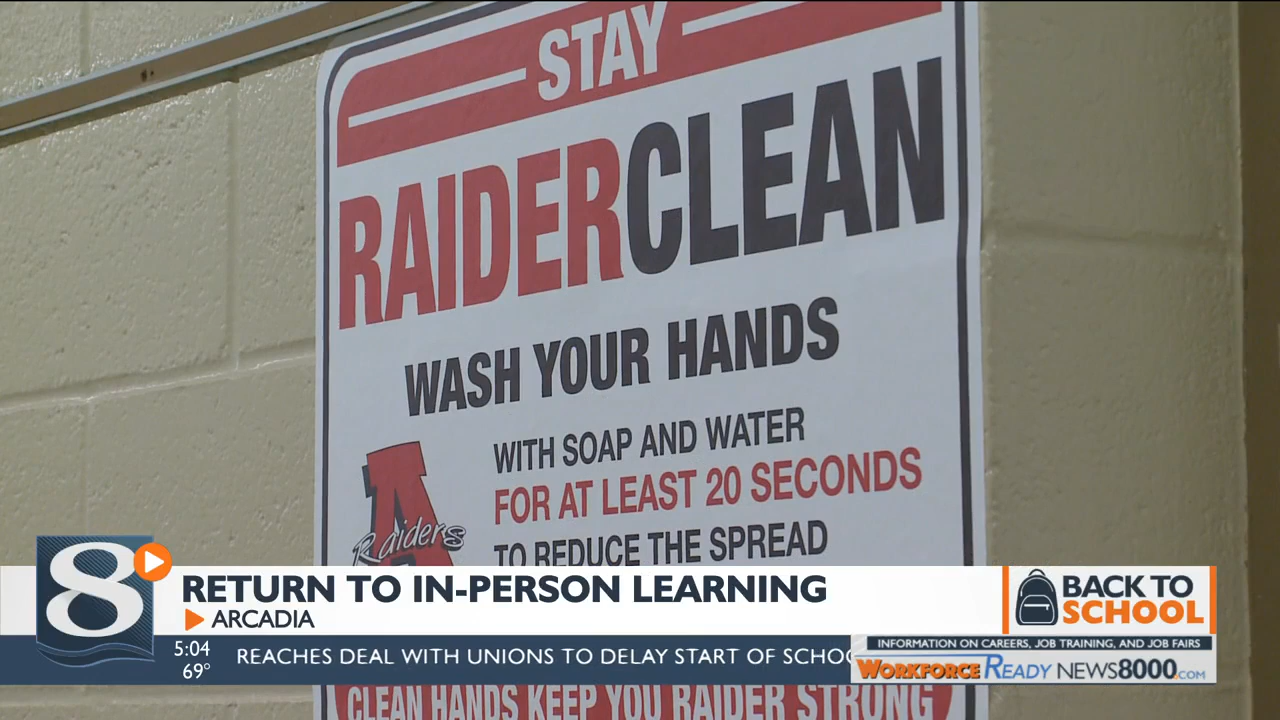 STAY
RAIDERCLEAN
WASH YOUR HANDS
WITH SOAP AND WATER
FOR AT LEAST 20 SECONDS
TO REDUCE THE SPREAD
A
Raiders
8
RETURN TO IN-PERSON LEARNING
ARCADIA
BACK TO
SCHOOL
5:04
69°
REACHES DEAL WITH UNIONS TO DELAY START OF SCHO
INFORMATION ON CAREERS, JOB TRAINING, AND JOB FAIRS
WORKFORCE READY NEWS8000.COM
CLEAN HANDS KEEP YOU RAIDER STRONG